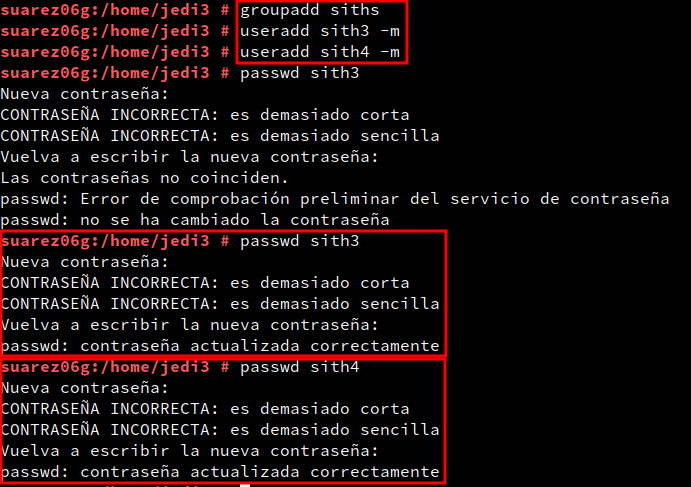 suarez06g:/home/jedi3 # groupadd siths
suarez06g:/home/jedi3 # useradd sith3 -m
suarez06g:/home/jedi3 # useradd sith4 -m
suarez06g:/home/jedi3 # passwd sith3
Nueva contraseña:
CONTRASEÑA INCORRECTA: es demasiado corta
CONTRASEÑA INCORRECTA: es demasiado sencilla
Vuelva a escribir la nueva contraseña:
Las contraseñas no coinciden.
passwd: Error de comprobación preliminar del servicio de contraseña
passwd: no se ha cambiado la contraseña
suarez06g:/home/jedi3 # passwd sith3
Nueva contraseña:
CONTRASEÑA INCORRECTA: es demasiado corta
CONTRASEÑA INCORRECTA: es demasiado sencilla
Vuelva a escribir la nueva contraseña:
passwd: contraseña actualizada correctamente
suarez06g:/home/jedi3 # passwd sith4
Nueva contraseña:
CONTRASEÑA INCORRECTA: es demasiado corta
CONTRASEÑA INCORRECTA: es demasiado sencilla
Vuelva a escribir la nueva contraseña:
passwd: contraseña actualizada correctamente
suarez06g:/home/jedi3 #